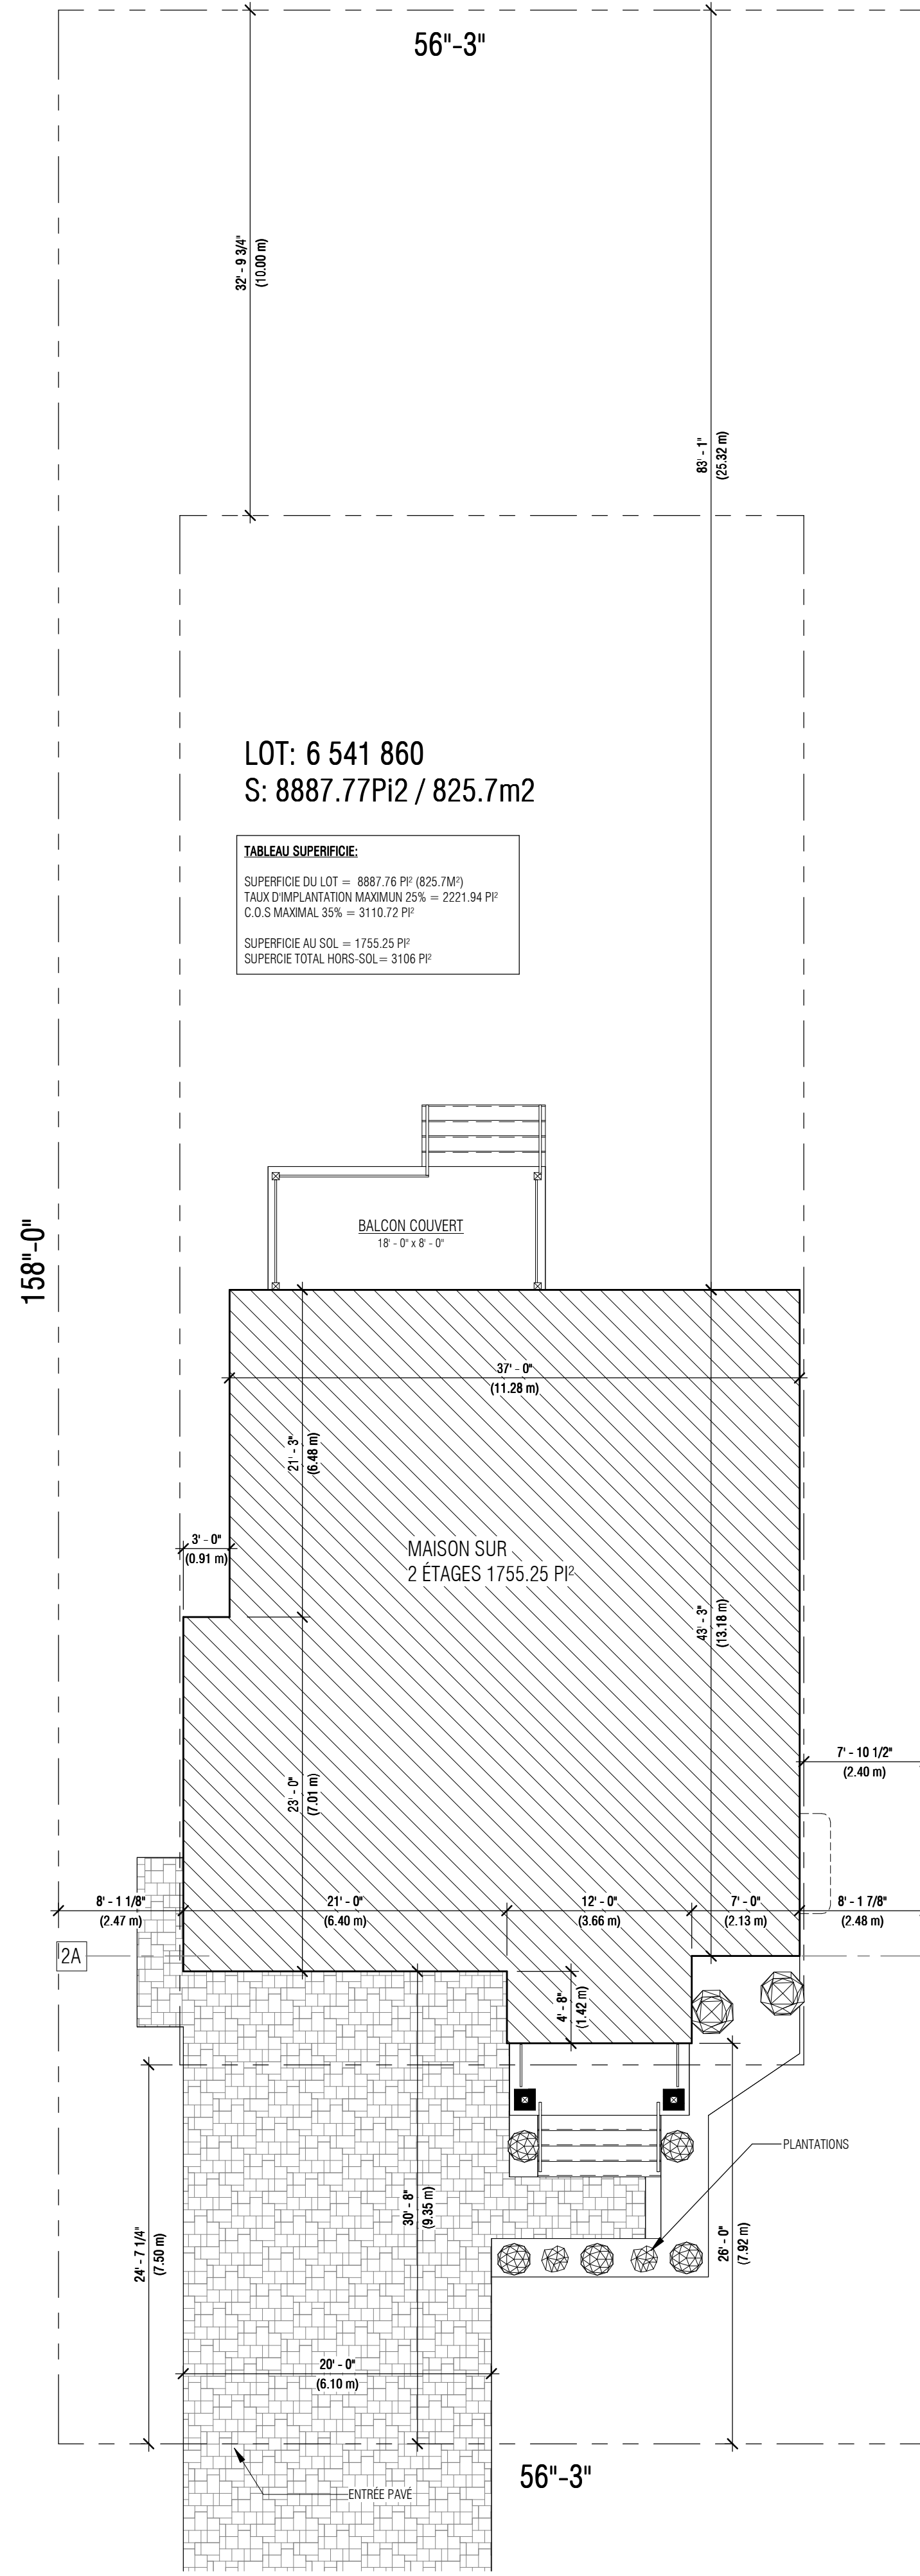 56"-3"
32' - 9 3/4"
(10.00 m)
83' - 1"
(25.32 m)
LOT: 6 541 860
S: 8887.77Pi2 / 825.7m2
TABLEAU SUPERIFICIE:
SUPERFICIE DU LOT = 8887.76 PI² (825.7M²)
TAUX D'IMPLANTATION MAXIMUN 25% = 2221.94 PI²
C.O.S MAXIMAL 35% = 3110.72 PI²
SUPERFICIE AU SOL = 1755.25 PI²
SUPERCIE TOTAL HORS-SOL= 3106 PI²
158"-0"
BALCON COUVERT
18' - 0" x 8' - 0"
37' - 0"
(11.28 m)
21' - 3"
(6.48 m)
3' - 0"
(0.91 m)
MAISON SUR
2 ÉTAGES 1755.25 PI²
43' - 3"
(13.18 m)
7' - 10 1/2"
(2.40 m)
23' - 0"
(7.01 m)
8' - 1 1/8"
(2.47 m)
21' - 0"
(6.40 m)
12' - 0"
(3.66 m)
7' - 0"
(2.13 m)
8' - 1 7/8"
(2.48 m)
2A
4' - 8"
(1.42 m)
PLANTATIONS
30' - 8"
(9.35 m)
24' - 7 1/4"
(7.50 m)
26' - 0"
(7.92 m)
20' - 0"
(6.10 m)
56"-3"
ENTRÉE PAVÉ